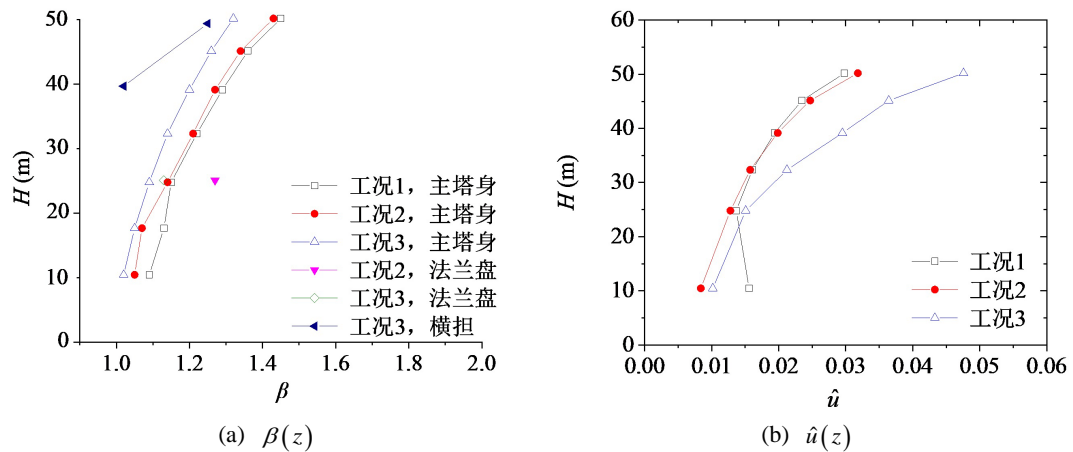 50
40
30
20
10
0
H (m)
1.0 1.2 1.4 1.6 1.8 2.0
β
工况1，主塔身
工况2，主塔身
工况3，主塔身
工况2，法兰盘
工况3，法兰盘
工况3，横担
(a) β(z)
60
50
40
30
20
10
0
H (m)
0.00 0.01 0.02 0.03 0.04 0.05 0.06
û
工况1
工况2
工况3
(b) û(z)